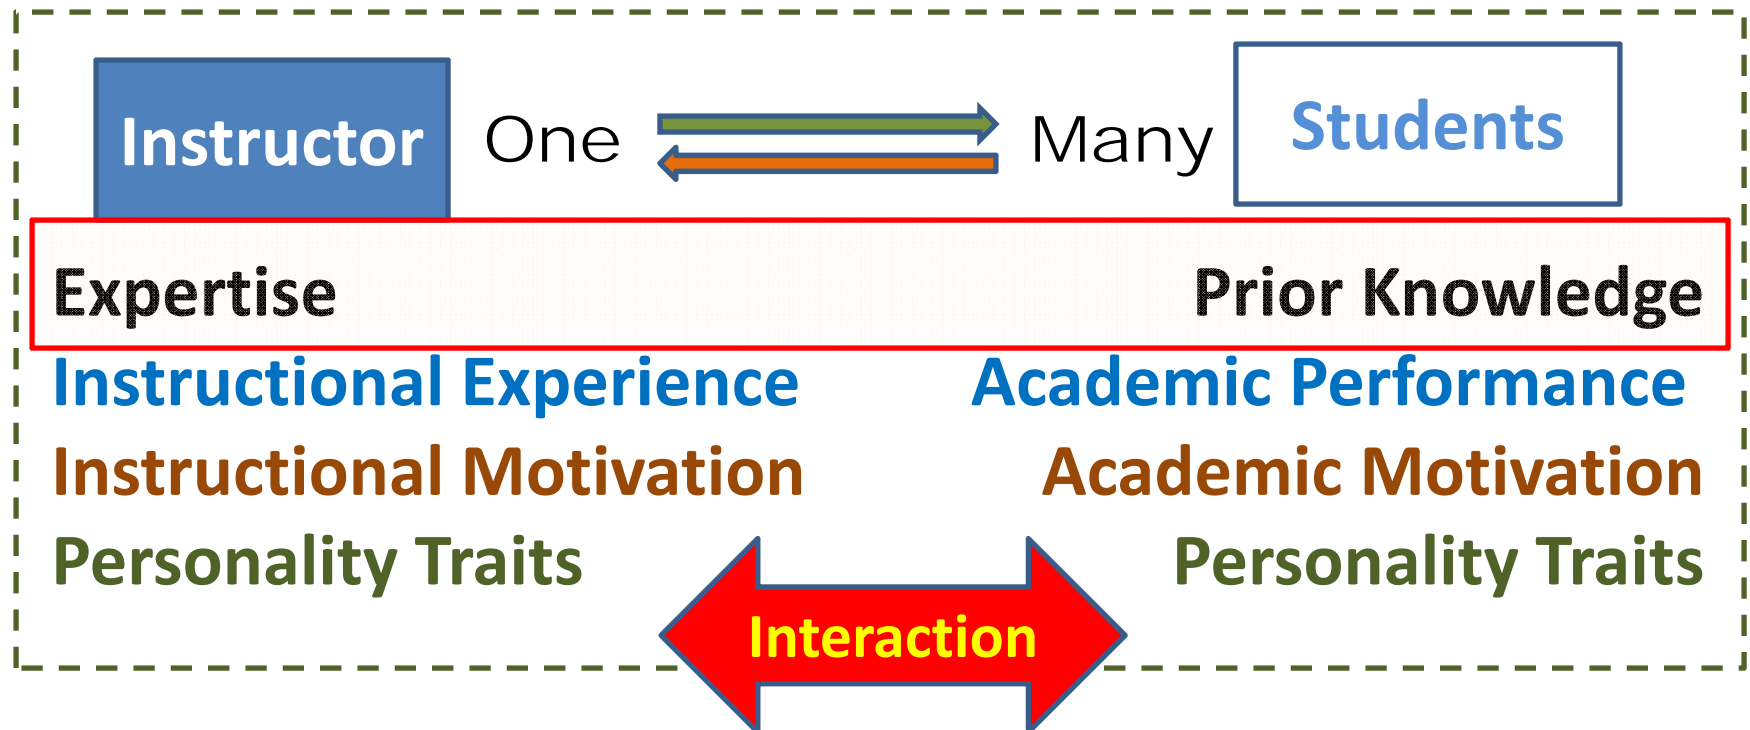 Instructor One Many Students
Expertise Prior Knowledge
Instructional Experience Academic Performance
Instructional Motivation Academic Motivation
Personality Traits Personality Traits
Interaction